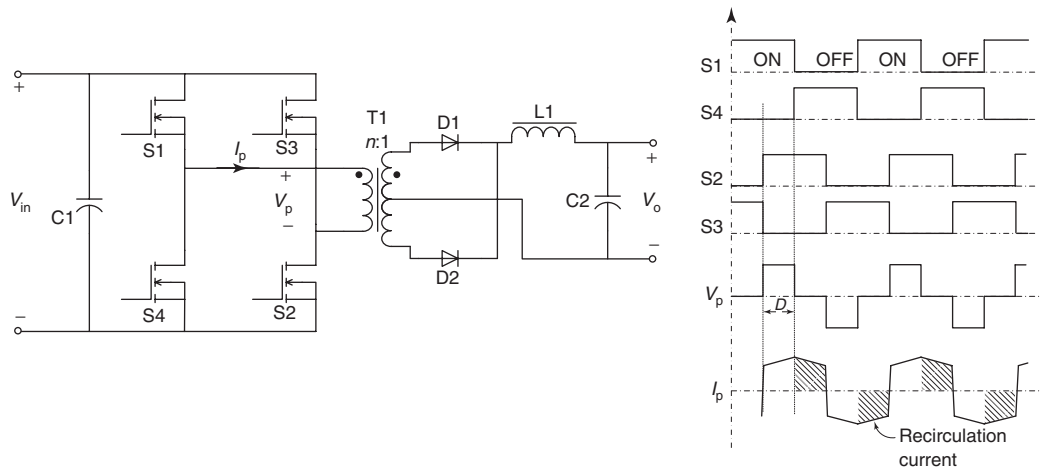 +
−
V_in
C1
S1
S4
I_p
S3
S2
+
V_p
−
T1
n:1
D1
D2
L1
C2
+
V_o
−
S1
ON
OFF
ON
OFF
S4
S2
S3
V_p
D
I_p
Recirculation
current